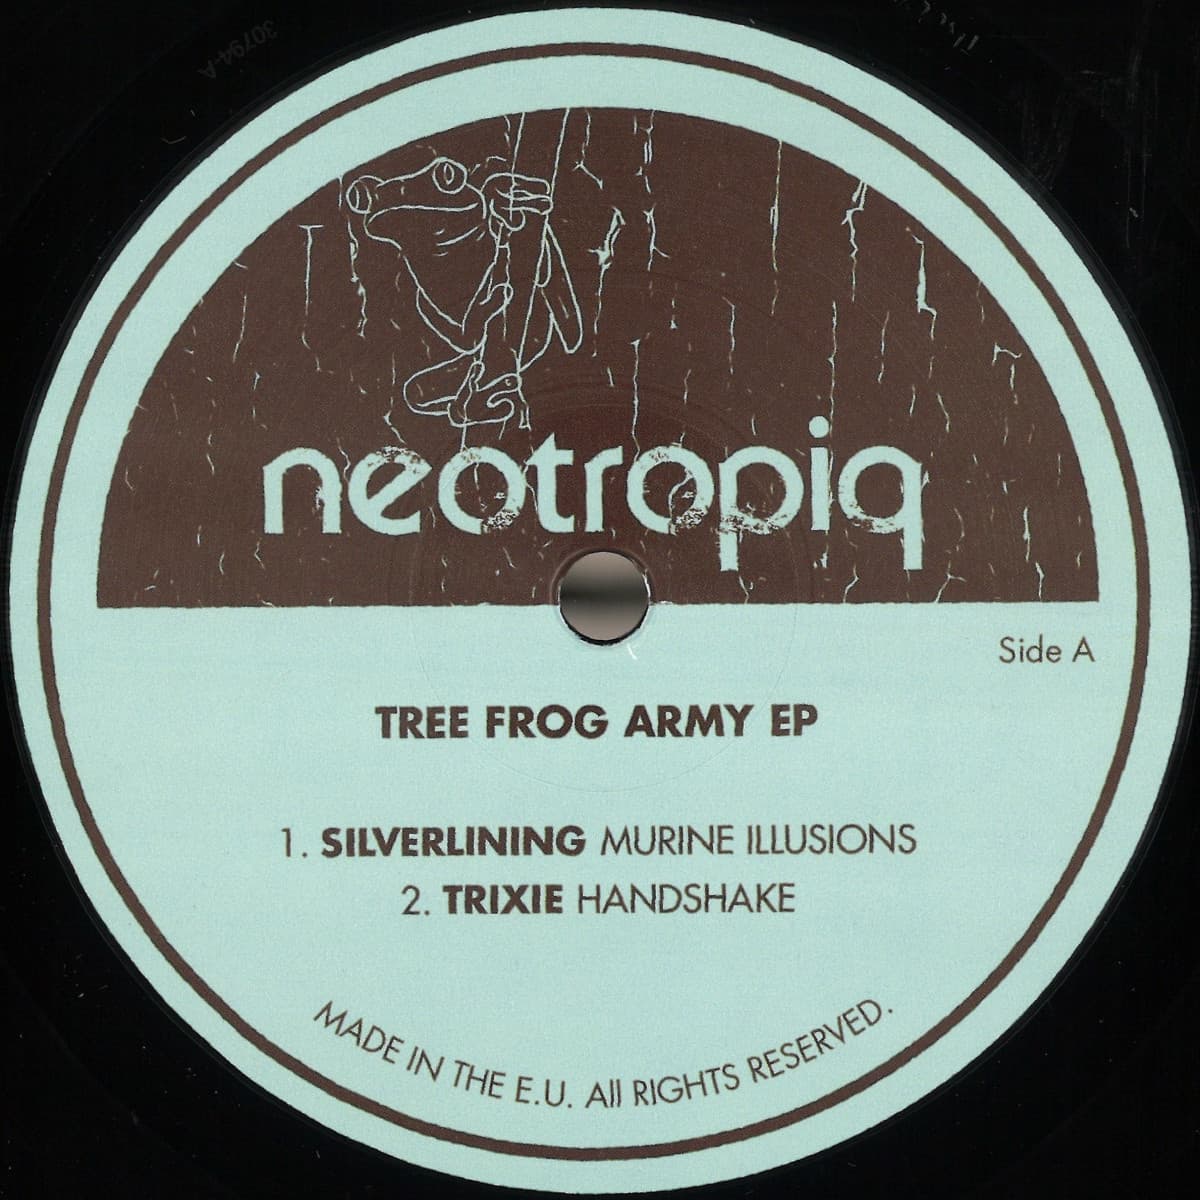 30794-A
neotropiq
Side A
TREE FROG ARMY EP
1. SILVERLINING MURINE ILLUSIONS
2. TRIXIE HANDSHAKE
MADE IN THE E.U. All RIGHTS RESERVED.